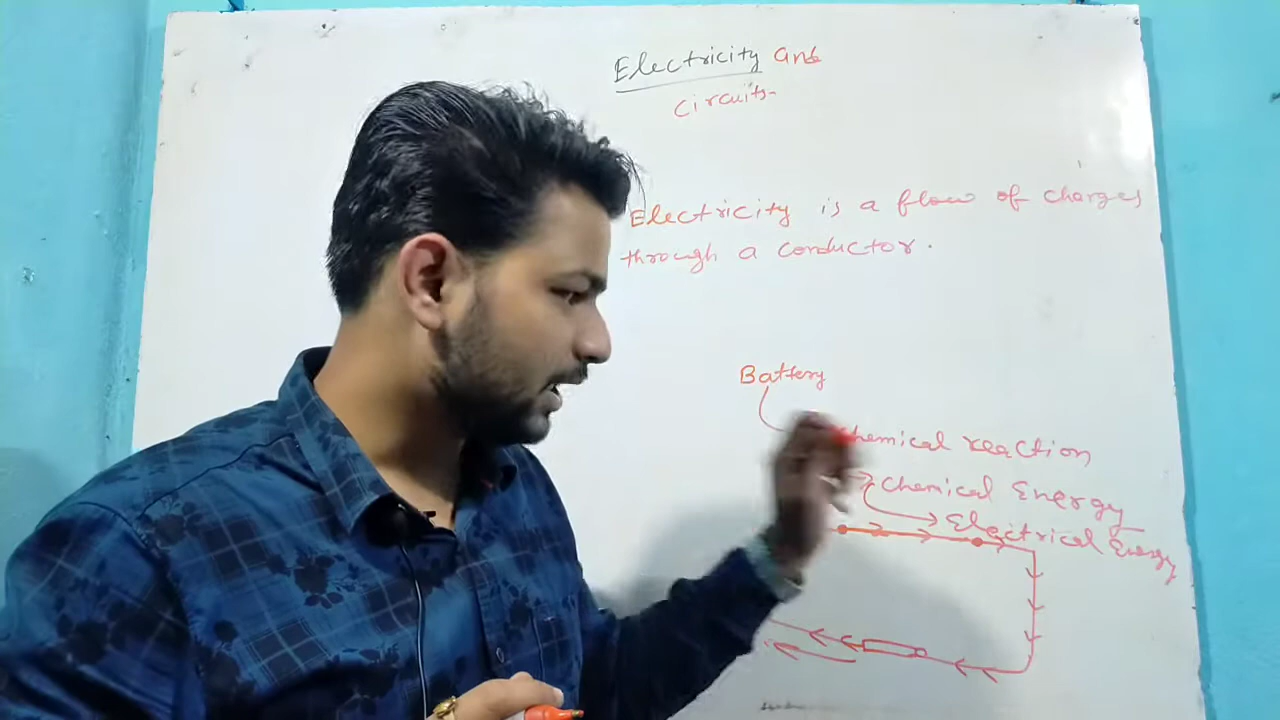 Electricity and
Circuits-
Electricity is a flow of charges
through a conductor.
Battery
Chemical reaction
Chemical Energy
Electrical Energy